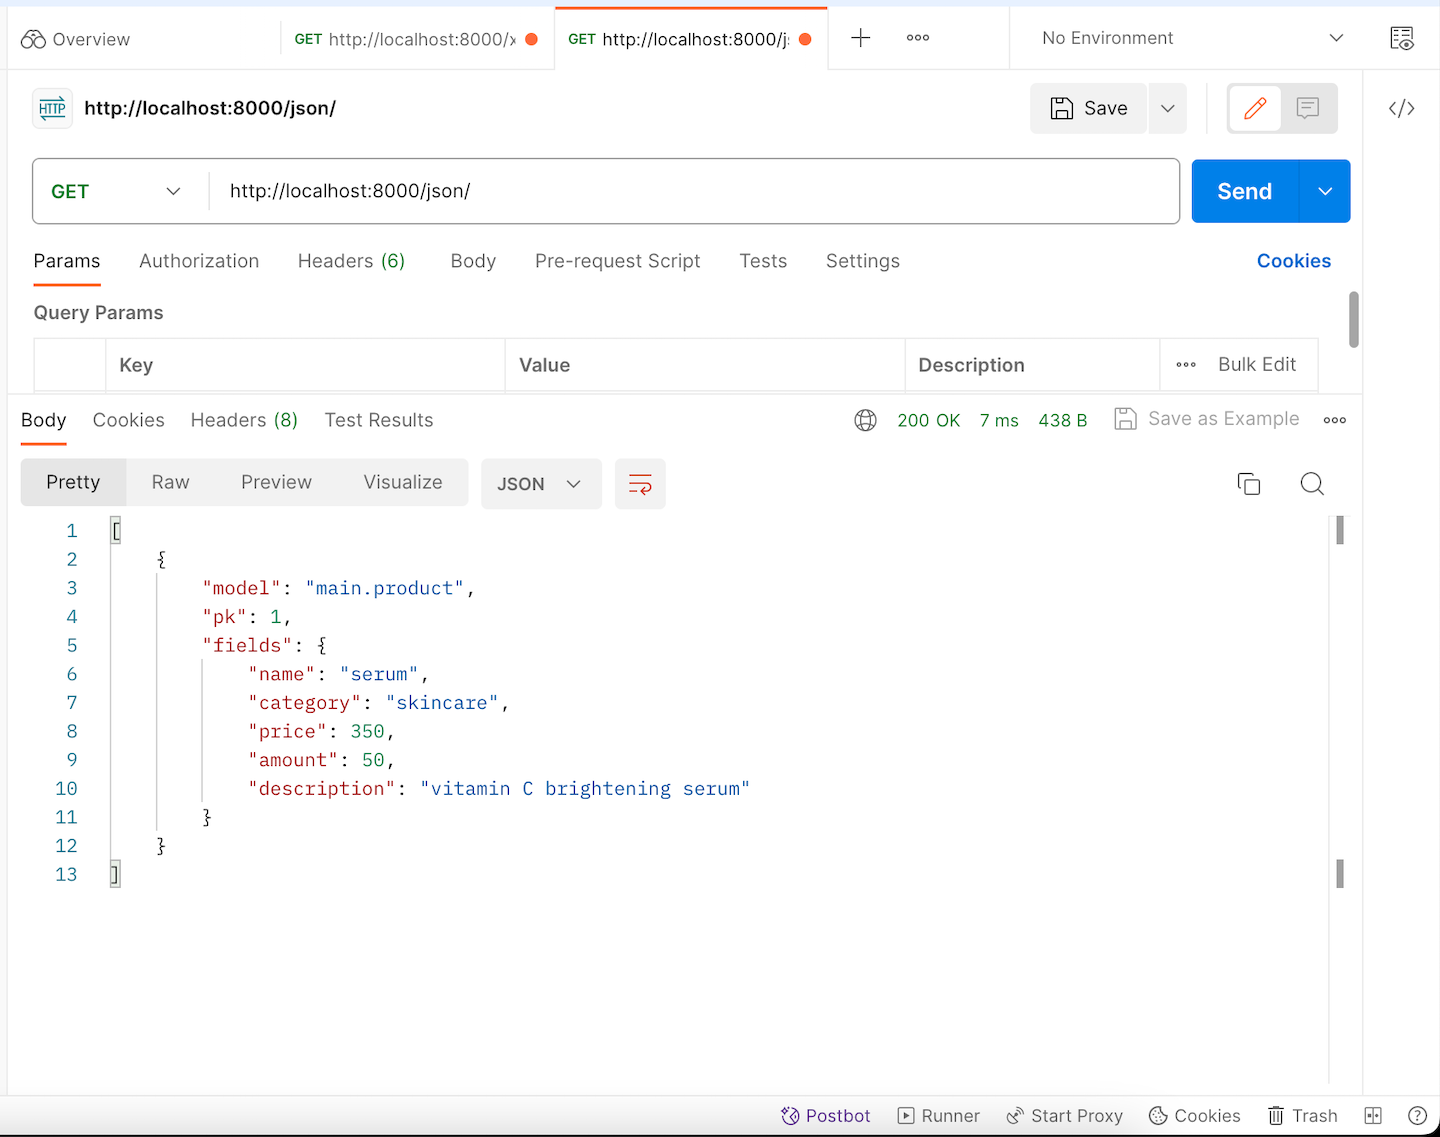 Overview
GET http://localhost:8000/x
GET http://localhost:8000/j
No Environment
HTTP http://localhost:8000/json/
Save
GET http://localhost:8000/json/ Send
Params Authorization Headers (6) Body Pre-request Script Tests Settings Cookies
Query Params
Key Value Description Bulk Edit
Body Cookies Headers (8) Test Results 200 OK 7 ms 438 B Save as Example
Pretty Raw Preview Visualize JSON
1 [
2 {
3 "model": "main.product",
4 "pk": 1,
5 "fields": {
6 "name": "serum",
7 "category": "skincare",
8 "price": 350,
9 "amount": 50,
10 "description": "vitamin C brightening serum"
11 }
12 }
13 ]
Postbot Runner Start Proxy Cookies Trash